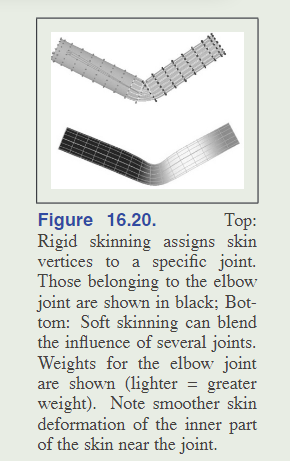 Figure 16.20. Top:
Rigid skinning assigns skin
vertices to a specific joint.
Those belonging to the elbow
joint are shown in black; Bot-
tom: Soft skinning can blend
the influence of several joints.
Weights for the elbow joint
are shown (lighter = greater
weight). Note smoother skin
deformation of the inner part
of the skin near the joint.